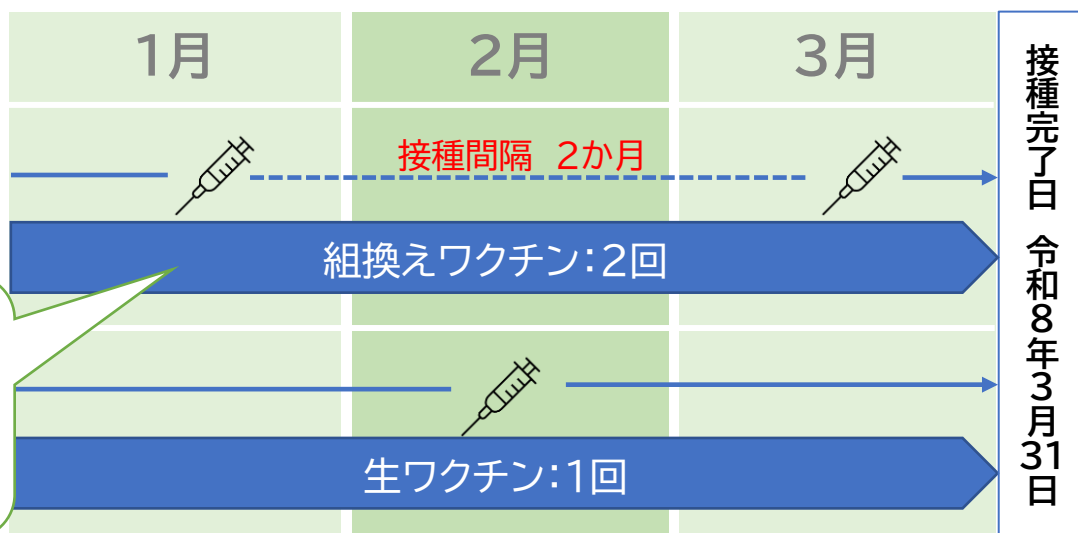 1月
2月
3月
接種間隔 2か月
組換えワクチン：2回
生ワクチン：1回
接種完了日 令和8年3月31日